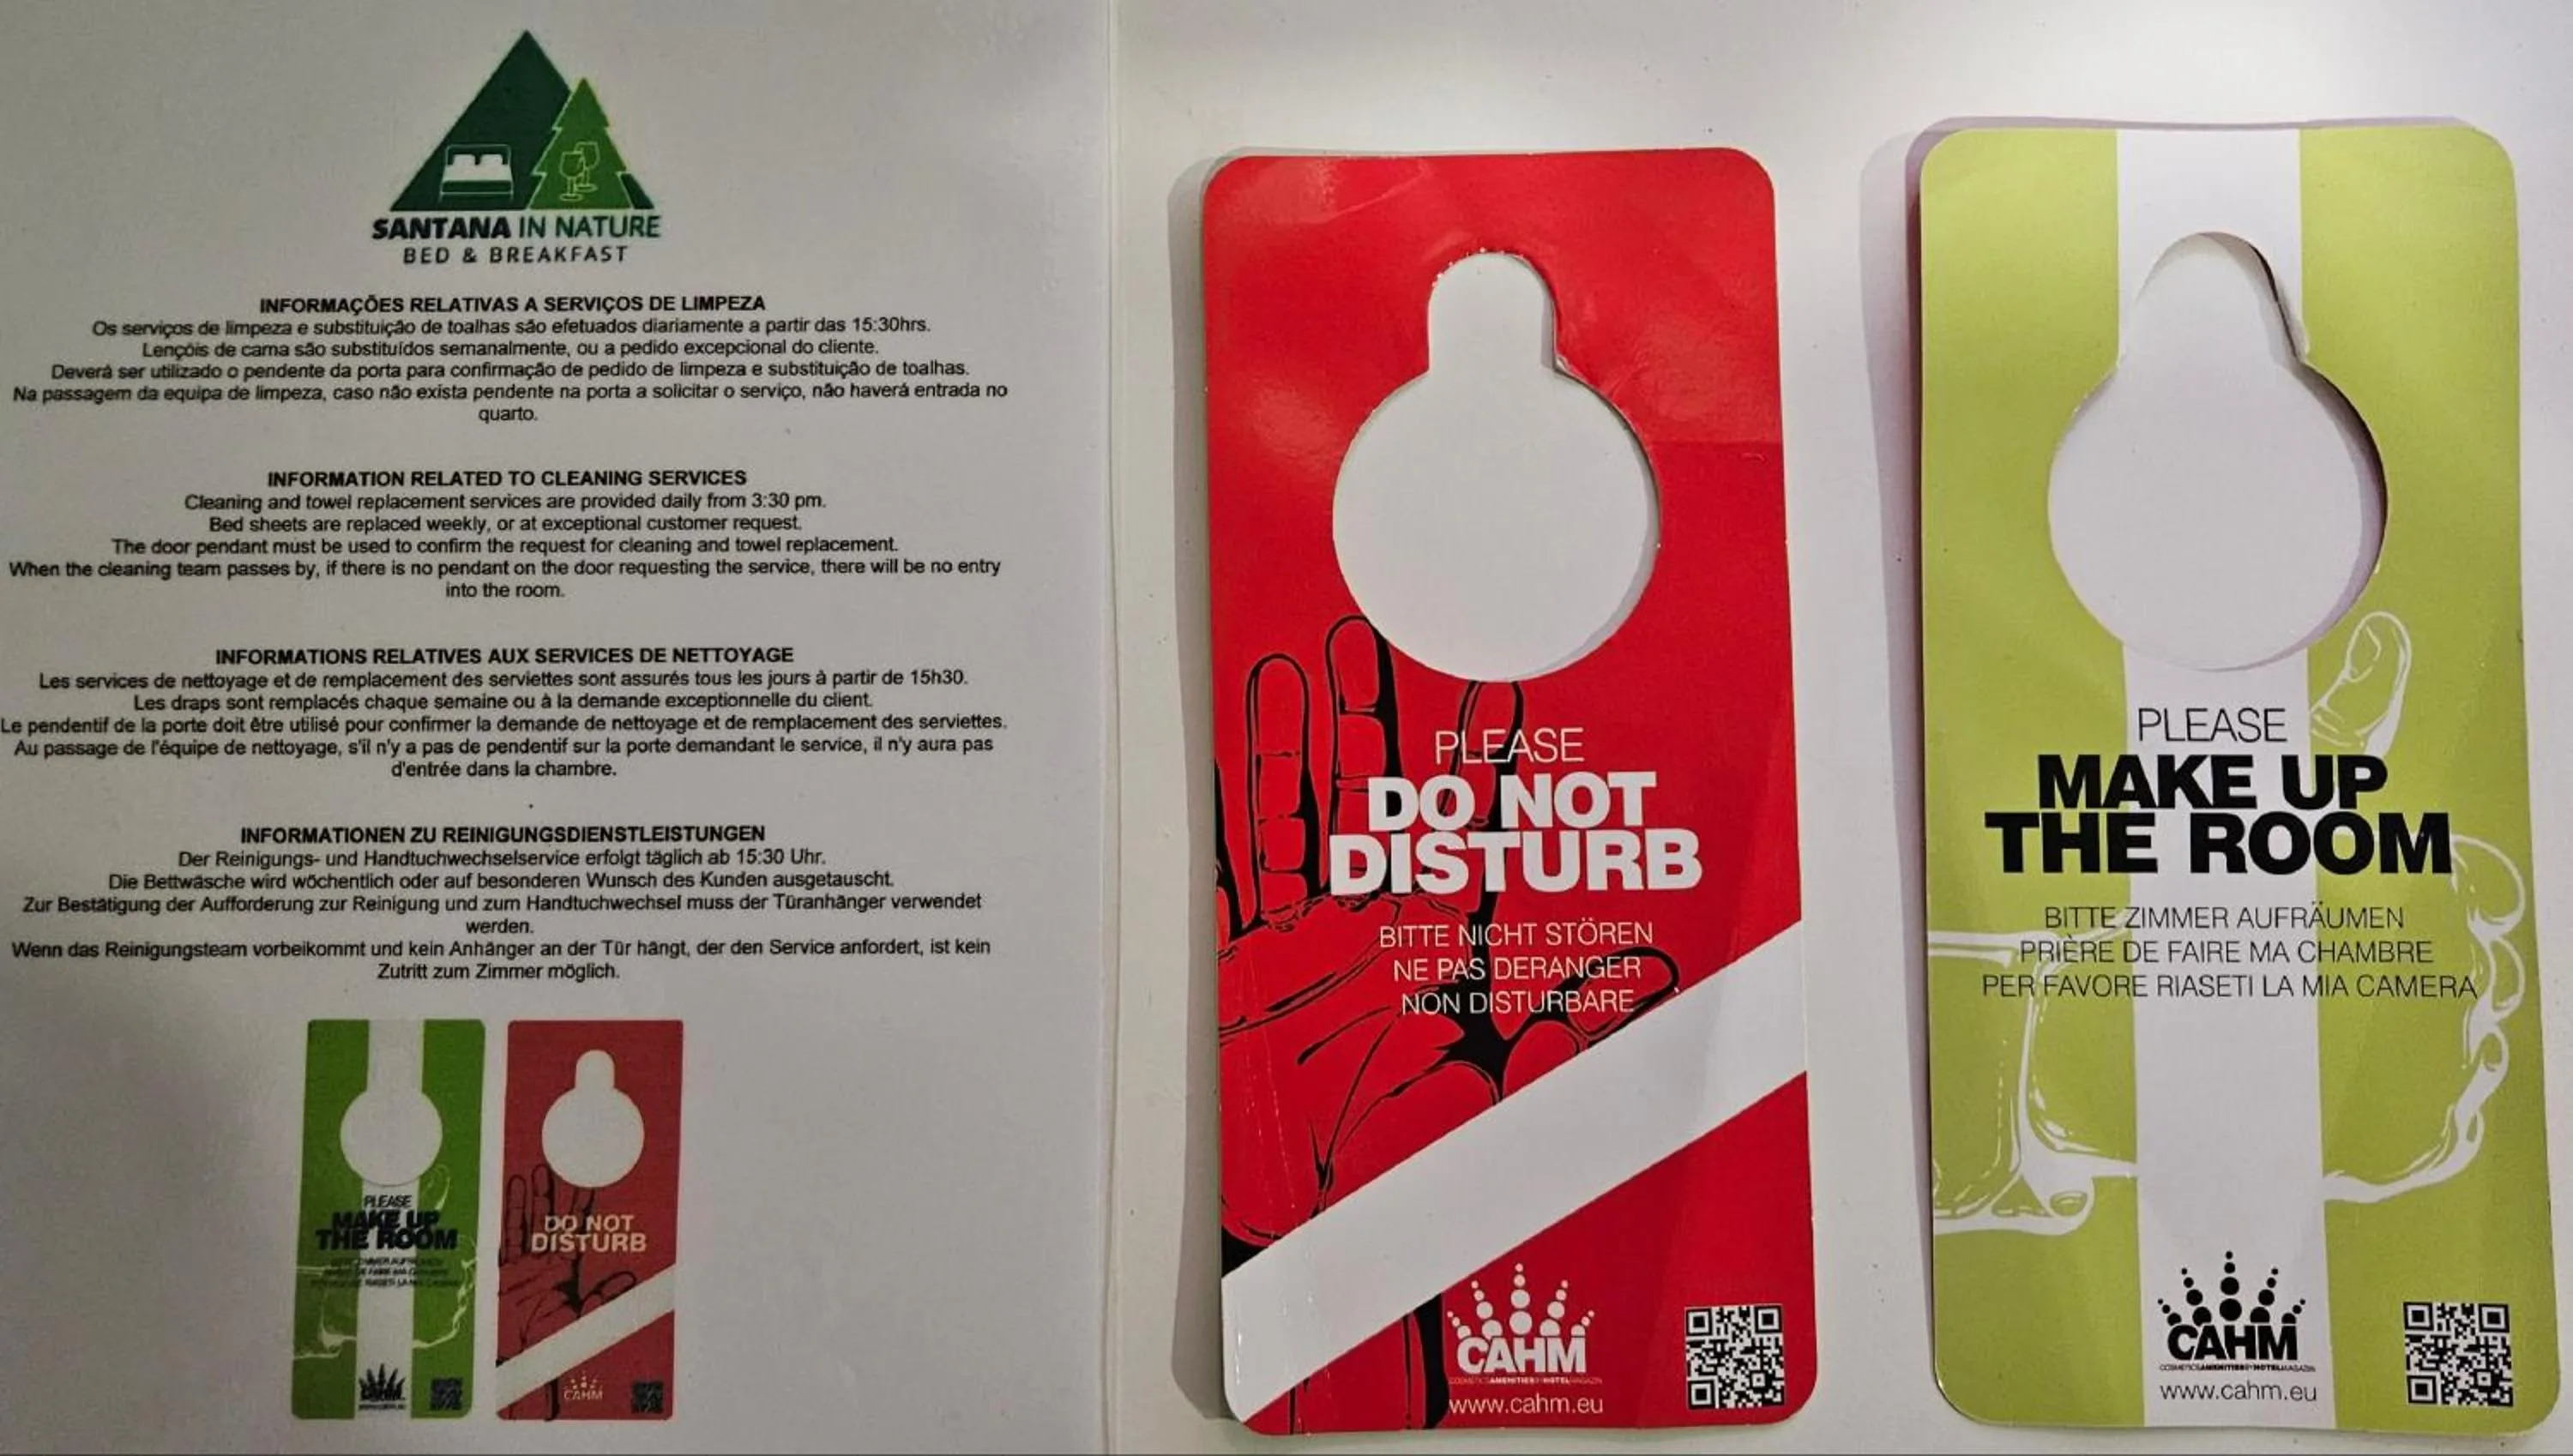 SANTANA IN NATURE
BED & BREAKFAST
INFORMAÇÕES RELATIVAS A SERVIÇOS DE LIMPEZA
Os serviços de limpeza e substituição de toalhas são efetuados diariamente a partir das 15:30hrs.
Lençóis de cama são substituídos semanalmente, ou a pedido excepcional do cliente.
Deverá ser utilizado o pendente da porta para confirmação de pedido de limpeza e substituição de toalhas.
Na passagem da equipa de limpeza, caso não exista pendente na porta a solicitar o serviço, não haverá entrada no
quarto.
INFORMATION RELATED TO CLEANING SERVICES
Cleaning and towel replacement services are provided daily from 3:30 pm.
Bed sheets are replaced weekly, or at exceptional customer request.
The door pendant must be used to confirm the request for cleaning and towel replacement.
When the cleaning team passes by, if there is no pendant on the door requesting the service, there will be no entry
into the room.
INFORMATIONS RELATIVES AUX SERVICES DE NETTOYAGE
Les services de nettoyage et de remplacement des serviettes sont assurés tous les jours à partir de 15h30.
Les draps sont remplacés chaque semaine ou à la demande exceptionnelle du client.
Le pendentif de la porte doit être utilisé pour confirmer la demande de nettoyage et de remplacement des serviettes.
Au passage de l'équipe de nettoyage, s'il n'y a pas de pendentif sur la porte demandant le service, il n'y aura pas
d'entrée dans la chambre.
INFORMATIONEN ZU REINIGUNGSDIENSTLEISTUNGEN
Der Reinigungs- und Handtuchwechselservice erfolgt täglich ab 15:30 Uhr.
Die Bettwäsche wird wöchentlich oder auf besonderen Wunsch des Kunden ausgetauscht.
Zur Bestätigung der Aufforderung zur Reinigung und zum Handtuchwechsel muss der Türanhänger verwendet
werden.
Wenn das Reinigungsteam vorbeikommt und kein Anhänger an der Tür hängt, der den Service anfordert, ist kein
Zutritt zum Zimmer möglich.
PLEASE
MAKE UP
THE ROOM
CAHM
DO NOT
DISTURB
CAHM
PLEASE
DO NOT
DISTURB
BITTE NICHT STÖREN
NE PAS DERANGER
NON DISTURBARE
CAHM
COSMETICSAMENITIESBYHOTELMAGAZIN
www.cahm.eu
PLEASE
MAKE UP
THE ROOM
BITTE ZIMMER AUFRÄUMEN
PRIÈRE DE FAIRE MA CHAMBRE
PER FAVORE RIASETI LA MIA CAMERA
CAHM
COSMETICSAMENITIESBYHOTELMAGAZIN
www.cahm.eu